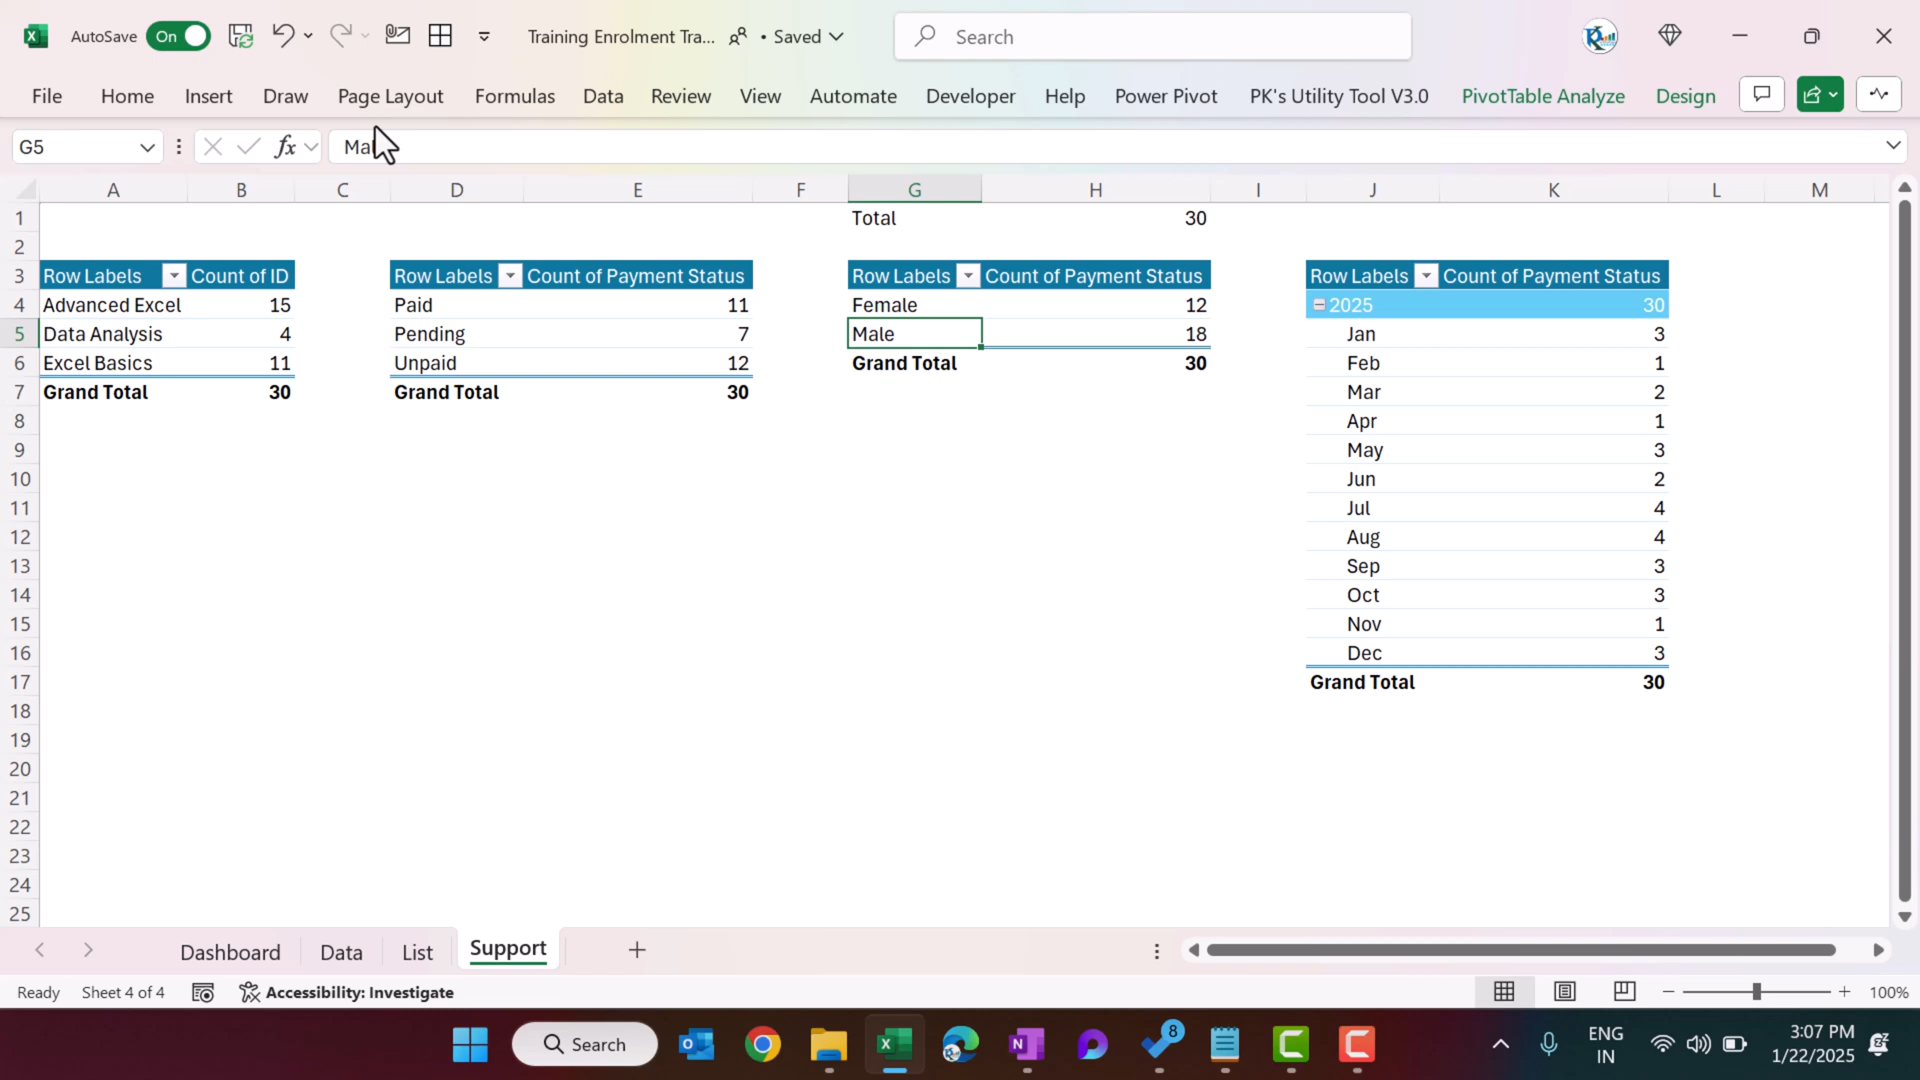 AutoSave On Training Enrolment Tra... • Saved Search
File Home Insert Draw Page Layout Formulas Data Review View Automate Developer Help Power Pivot PK's Utility Tool V3.0 PivotTable Analyze Design
G5 fx
A B C D E F G H I J K L M
1 Total 30
2
3 Row Labels Count of ID Row Labels Count of Payment Status Row Labels Count of Payment Status Row Labels Count of Payment Status
4 Advanced Excel 15 Paid 11 Female 12 2025 30
5 Data Analysis 4 Pending 7 Male 18 Jan 3
6 Excel Basics 11 Unpaid 12 Grand Total 30 Feb 1
7 Grand Total 30 Grand Total 30 Mar 2
8 Apr 1
9 May 3
10 Jun 2
11 Jul 4
12 Aug 4
13 Sep 3
14 Oct 3
15 Nov 1
16 Dec 3
17 Grand Total 30
18
19
20
21
22
23
24
25
Dashboard Data List Support
Ready Sheet 4 of 4 Accessibility: Investigate 100%
Search 8 ENG 3:07 PM
IN 1/22/2025